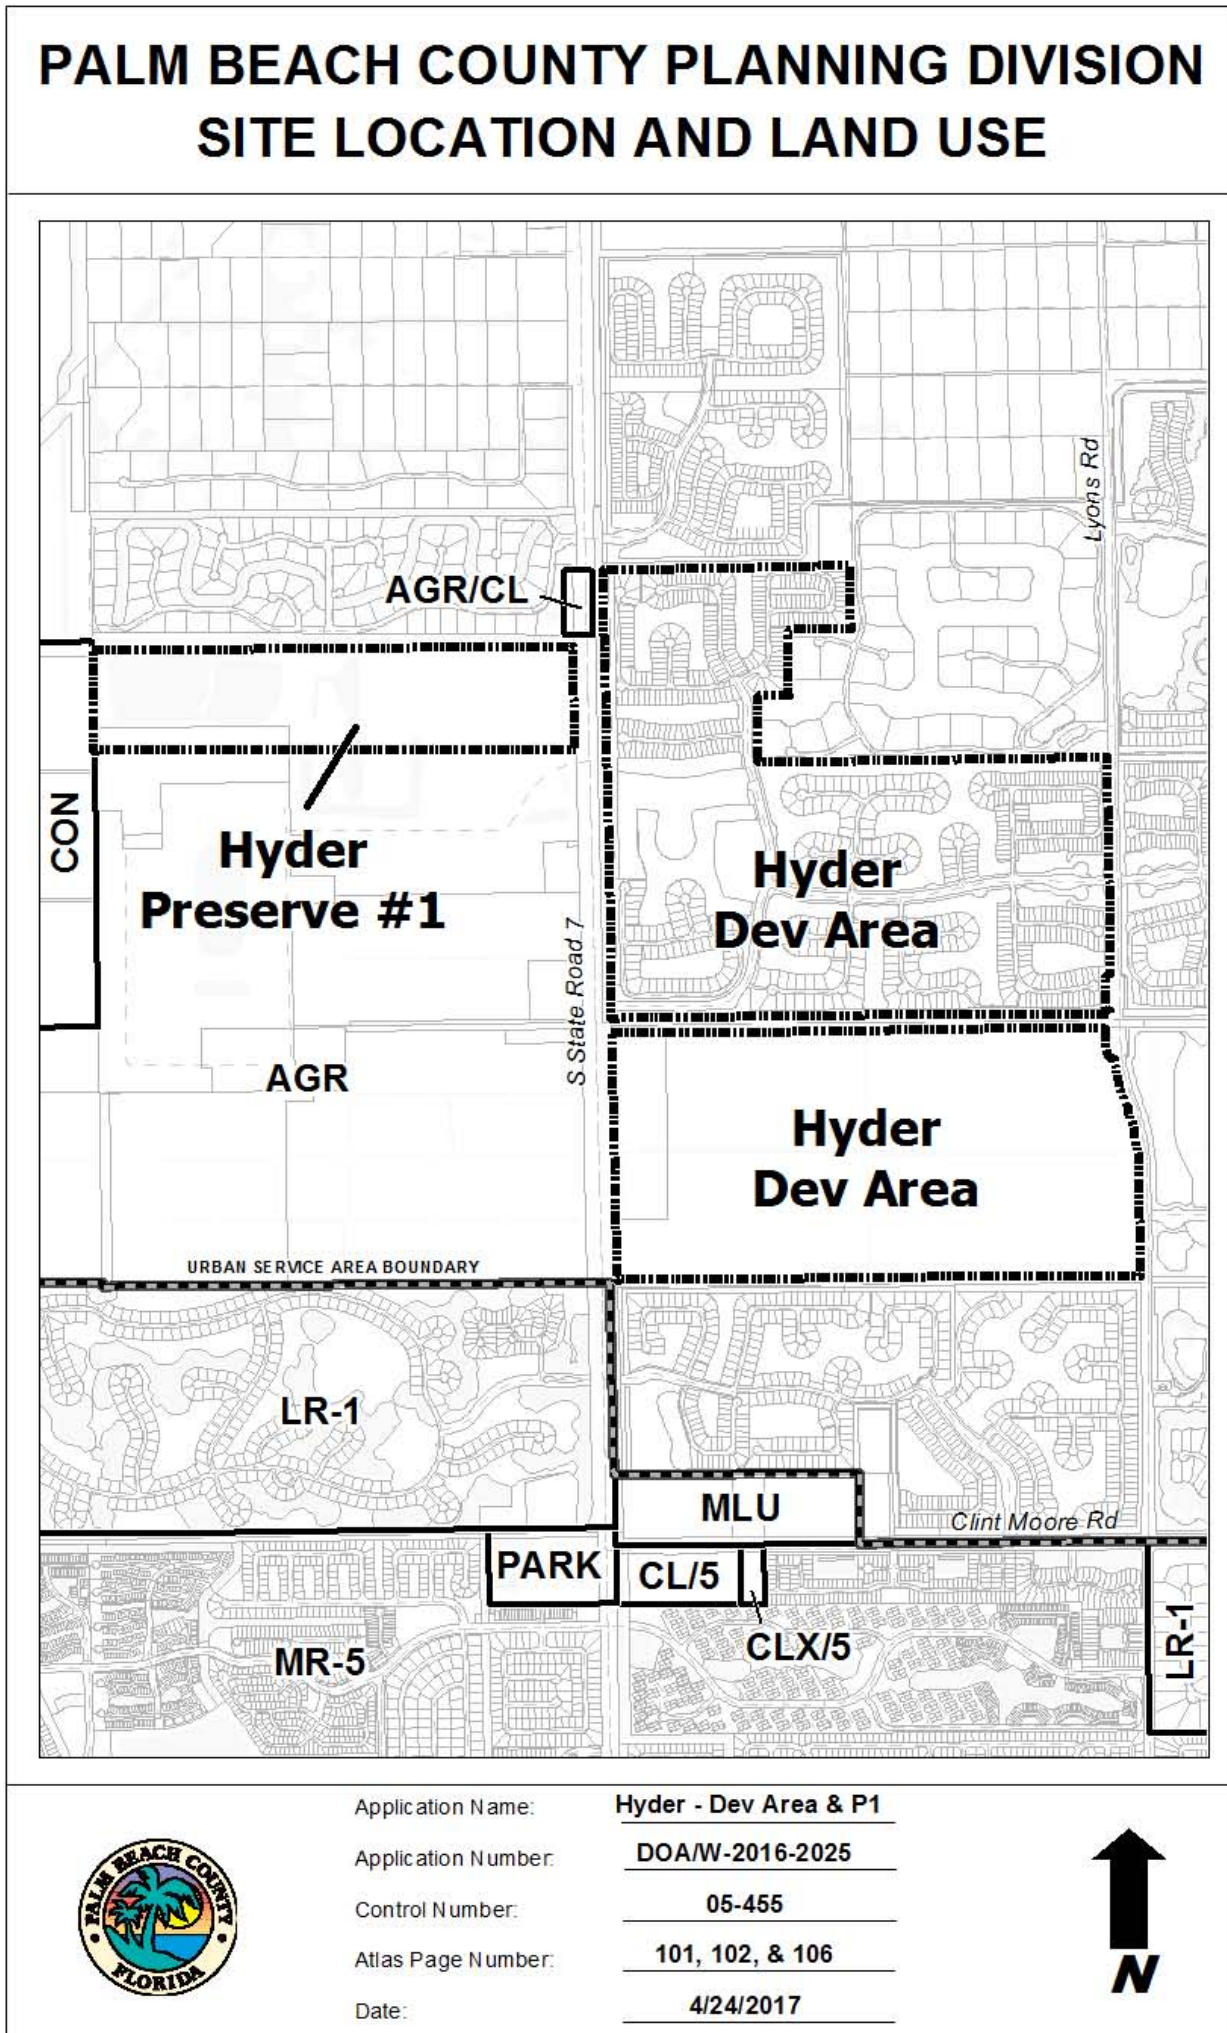 PALM BEACH COUNTY PLANNING DIVISION
SITE LOCATION AND LAND USE
Lyons Rd
AGR/CL
CON
Hyder
Preserve #1
Hyder
Dev Area
S State Road 7
AGR
Hyder
Dev Area
URBAN SERVICE AREA BOUNDARY
LR-1
MLU
Clint Moore Rd
PARK
CL/5
CLX/5
MR-5
LR-1
Application Name: Hyder - Dev Area & P1
Application Number: DOA/W-2016-2025
Control Number: 05-455
Atlas Page Number: 101, 102, & 106
Date: 4/24/2017
PALM BEACH COUNTY
FLORIDA
N